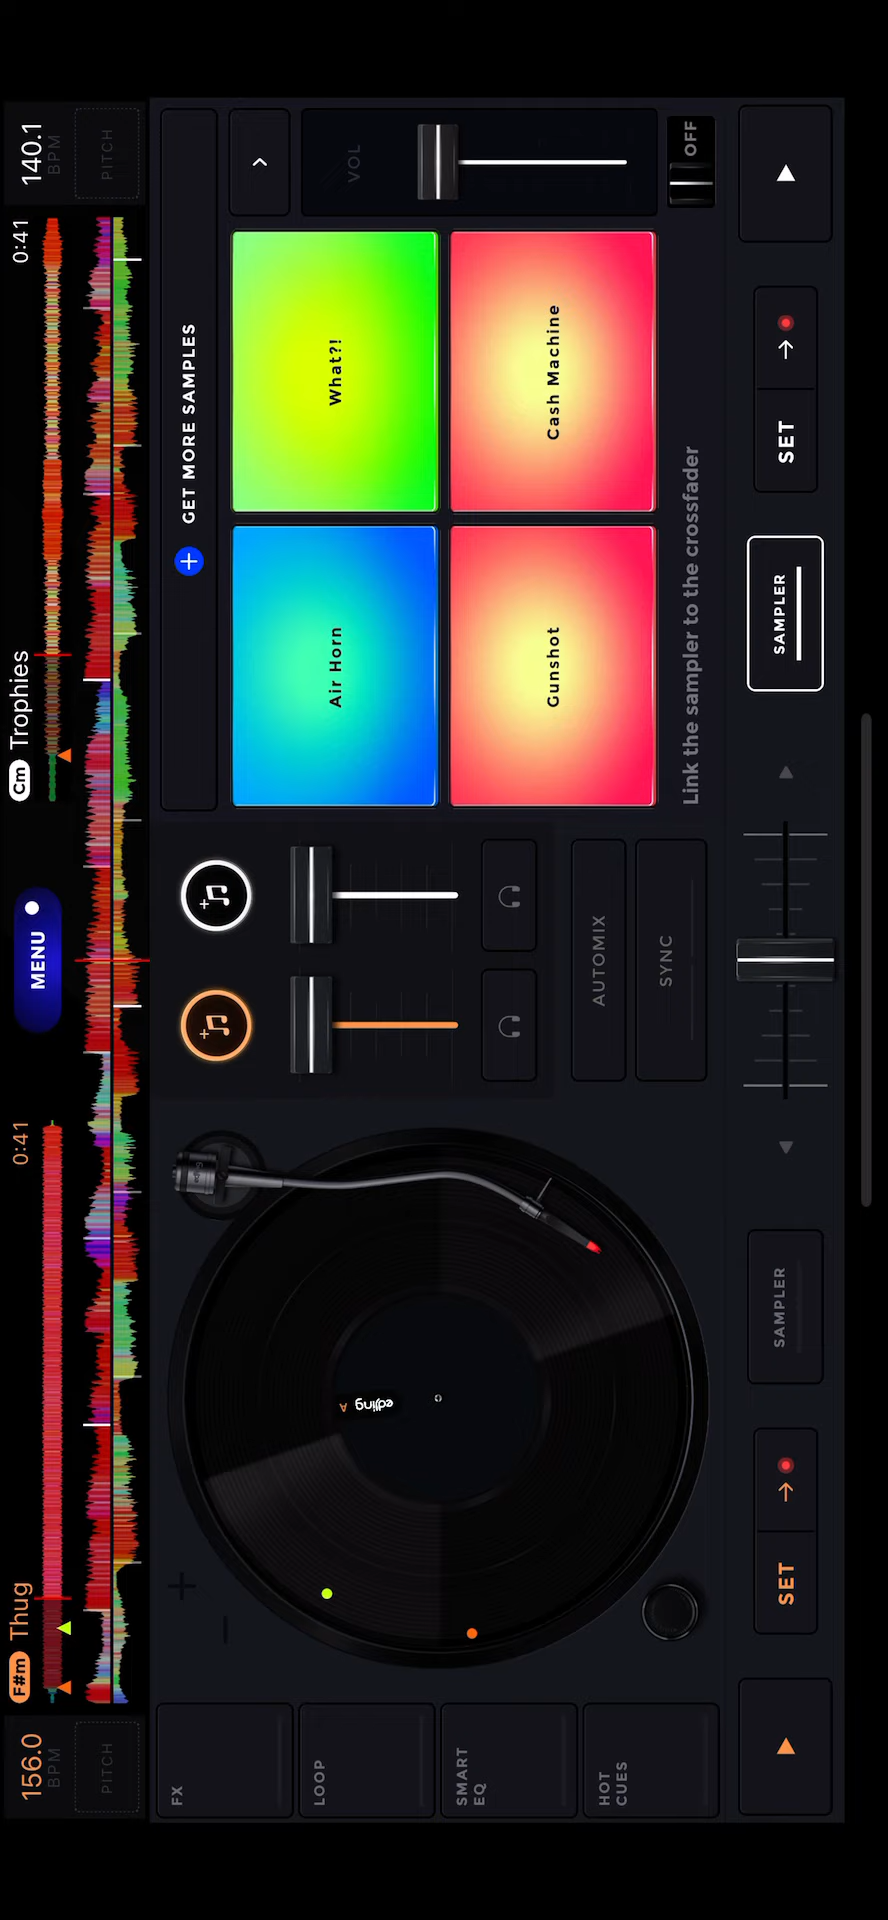 156.0
BPM
PITCH
F#m Thug
0:41
MENU
Cm Trophies
0:41
140.1
BPM
PITCH
FX
LOOP
SMART
EQ
HOT
CUES
edjing A
AUTOMIX
SYNC
GET MORE SAMPLES
VOL
Air Horn
What?!
Gunshot
Cash Machine
Link the sampler to the crossfader
OFF
SET
SAMPLER
SAMPLER
SET